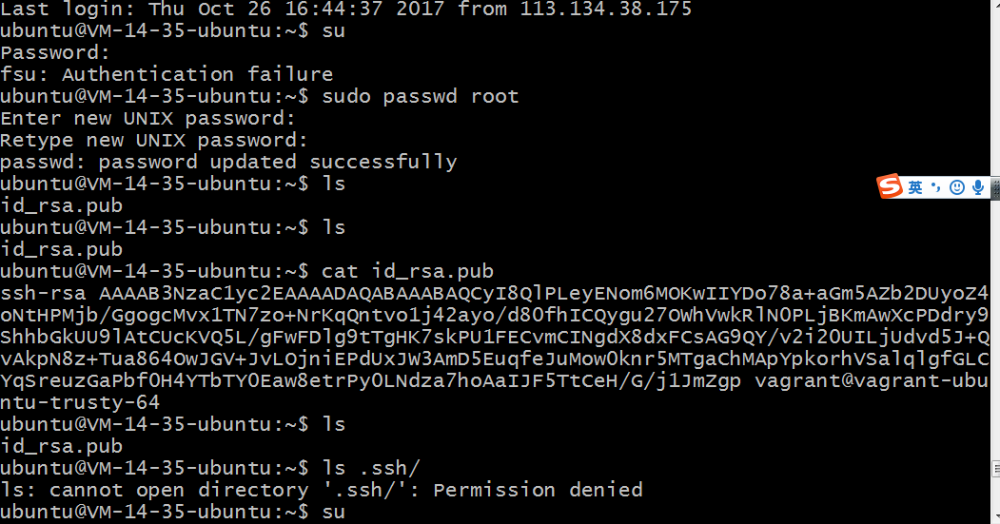 Last login: Thu Oct 26 16:44:37 2017 from 113.134.38.175
ubuntu@VM-14-35-ubuntu:~$ su
Password:
fsu: Authentication failure
ubuntu@VM-14-35-ubuntu:~$ sudo passwd root
Enter new UNIX password:
Retype new UNIX password:
passwd: password updated successfully
ubuntu@VM-14-35-ubuntu:~$ ls
id_rsa.pub
ubuntu@VM-14-35-ubuntu:~$ ls
id_rsa.pub
ubuntu@VM-14-35-ubuntu:~$ cat id_rsa.pub
ssh-rsa AAAAB3NzaC1yc2EAAAADAQABAAABAQCyI8QlPLeyENom6MOKwIIYDo78a+aGm5AZb2DUyoZ4
oNtHPMjb/GgogcMvx1TN7zo+NrKqQntvo1j42ayo/d80fhICQygu27OWhVwkRlN0PLjBKmAwXcPDdry9
ShhbGkUU9lAtCUcKVQ5L/gFwFDlg9tTgHK7skPU1FECvmCINgdX8dxFCsAG9QY/v2i20UILjUdvd5J+Q
vAkpN8z+Tua864OwJGV+JvLOjniEPdUxJW3AmD5EuqfeJuMow0knr5MTgaChMApYpkorhVSalqlgfGLC
YqSreuzGaPbf0H4YTbTY0Eaw8etrPy0LNdza7hoAaIJF5TtCeH/G/j1JmZgp vagrant@vagrant-ubu
ntu-trusty-64
ubuntu@VM-14-35-ubuntu:~$ ls
id_rsa.pub
ubuntu@VM-14-35-ubuntu:~$ ls .ssh/
ls: cannot open directory '.ssh/': Permission denied
ubuntu@VM-14-35-ubuntu:~$ su
S 英